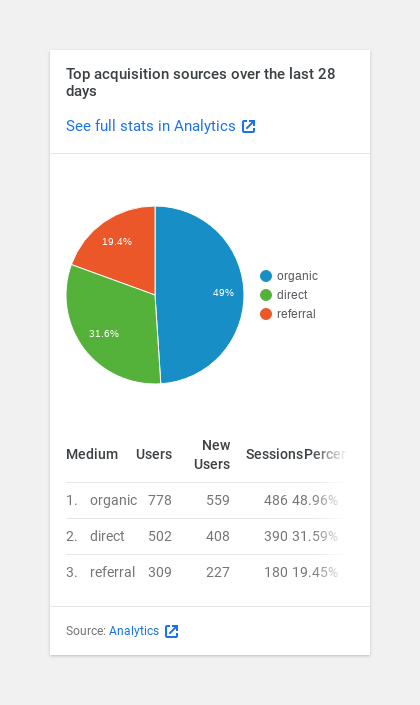 Top acquisition sources over the last 28
days
See full stats in Analytics
19.4%
49%
31.6%
organic
direct
referral
Medium Users New Users Sessions Percen
1. organic 778 559 486 48.96%
2. direct 502 408 390 31.59%
3. referral 309 227 180 19.45%
Source: Analytics